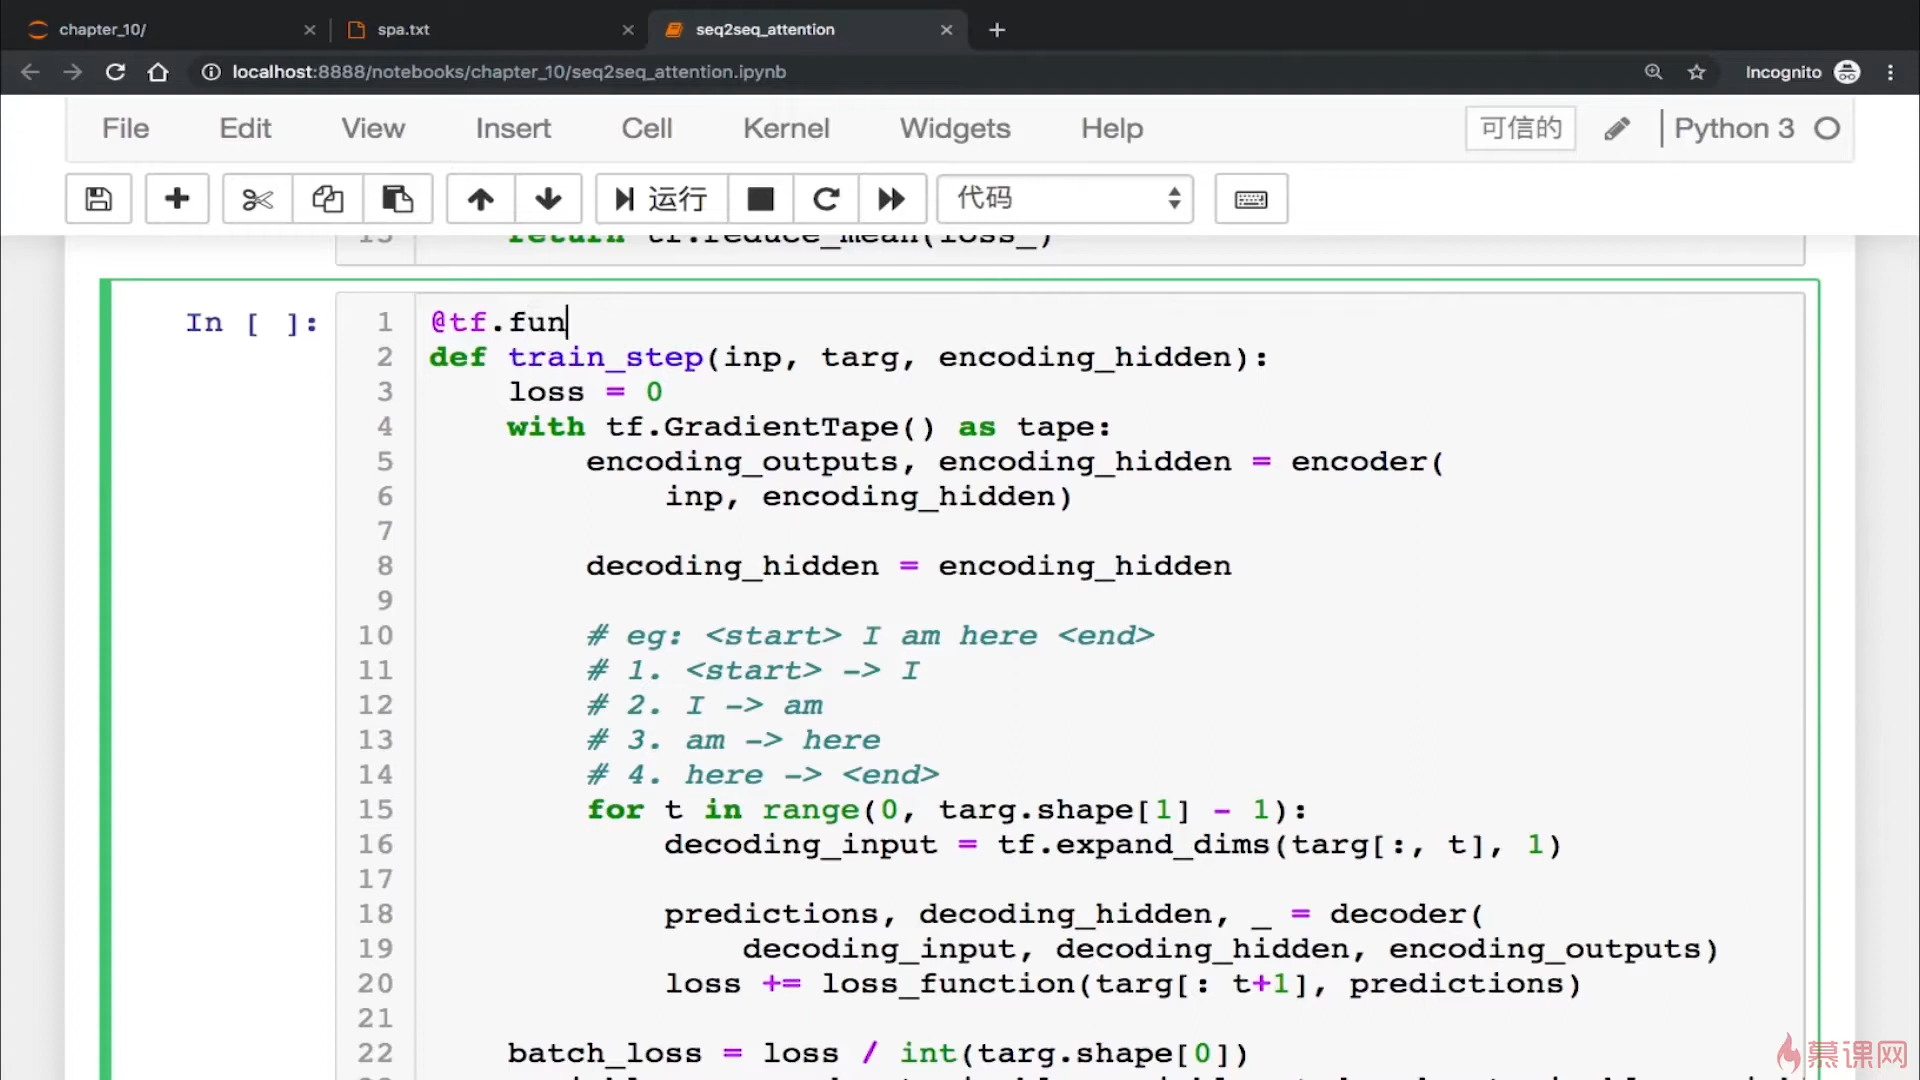 chapter_10/
spa.txt
seq2seq_attention
localhost:8888/notebooks/chapter_10/seq2seq_attention.ipynb
Incognito
File Edit View Insert Cell Kernel Widgets Help 可信的 Python 3
运行 代码
13 return tf.reduce_mean(loss_)
In [ ]:
1 @tf.fun
2 def train_step(inp, targ, encoding_hidden):
3 loss = 0
4 with tf.GradientTape() as tape:
5 encoding_outputs, encoding_hidden = encoder(
6 inp, encoding_hidden)
7
8 decoding_hidden = encoding_hidden
9
10 # eg: <start> I am here <end>
11 # 1. <start> -> I
12 # 2. I -> am
13 # 3. am -> here
14 # 4. here -> <end>
15 for t in range(0, targ.shape[1] - 1):
16 decoding_input = tf.expand_dims(targ[:, t], 1)
17
18 predictions, decoding_hidden, _ = decoder(
19 decoding_input, decoding_hidden, encoding_outputs)
20 loss += loss_function(targ[: t+1], predictions)
21
22 batch_loss = loss / int(targ.shape[0])
慕课网